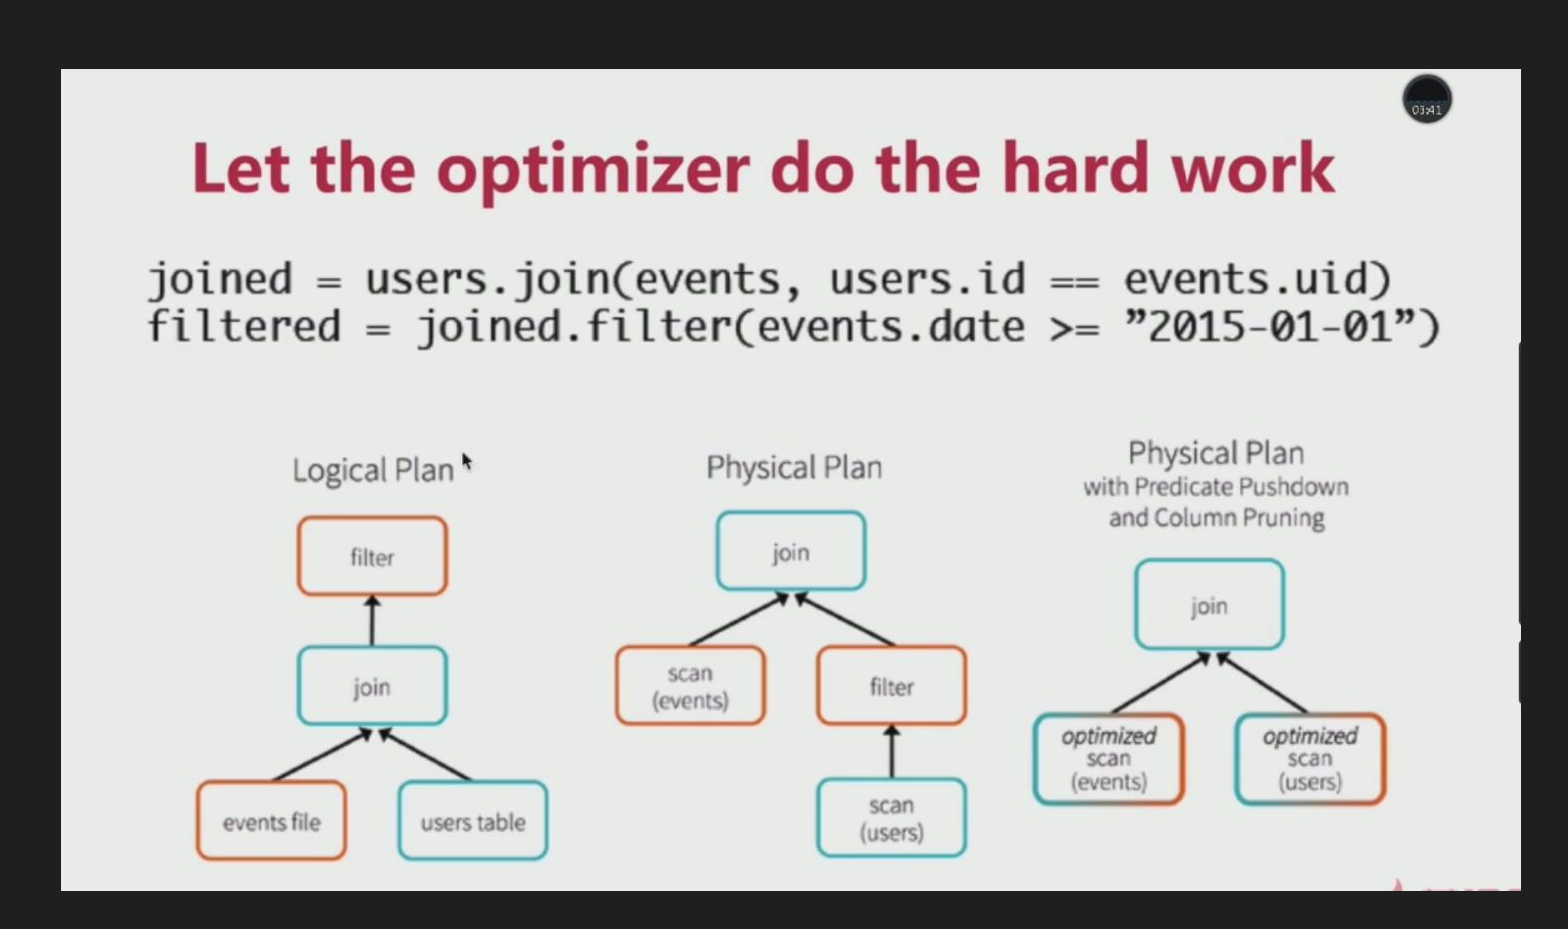 03:41
Let the optimizer do the hard work
joined = users.join(events, users.id == events.uid)
filtered = joined.filter(events.date >= ”2015-01-01”)
Logical Plan
filter
join
events file
users table
Physical Plan
join
scan
(events)
filter
scan
(users)
Physical Plan
with Predicate Pushdown
and Column Pruning
join
optimized
scan
(events)
optimized
scan
(users)